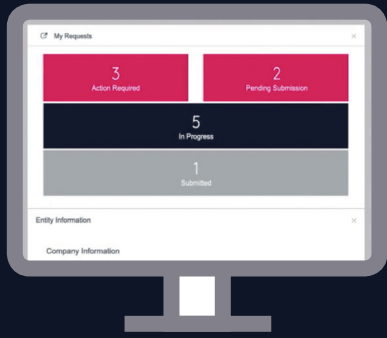 My Requests
3
Action Required
2
Pending Submission
5
In Progress
1
Submitted
Entity Information
Company Information